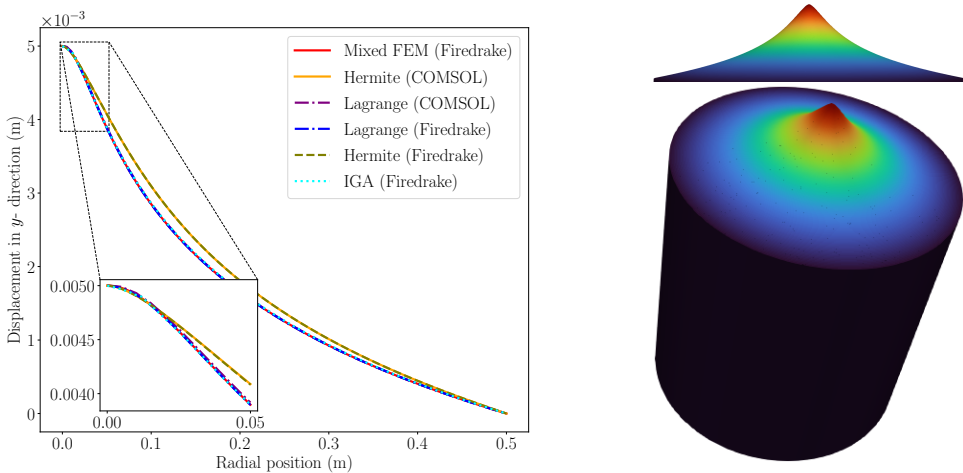 ×10⁻³
5
4
3
2
1
0
Displacement in y- direction (m)
Mixed FEM (Firedrake)
Hermite (COMSOL)
Lagrange (COMSOL)
Lagrange (Firedrake)
Hermite (Firedrake)
IGA (Firedrake)
0.0050
0.0045
0.0040
0.00 0.05
0.0 0.1 0.2 0.3 0.4 0.5
Radial position (m)